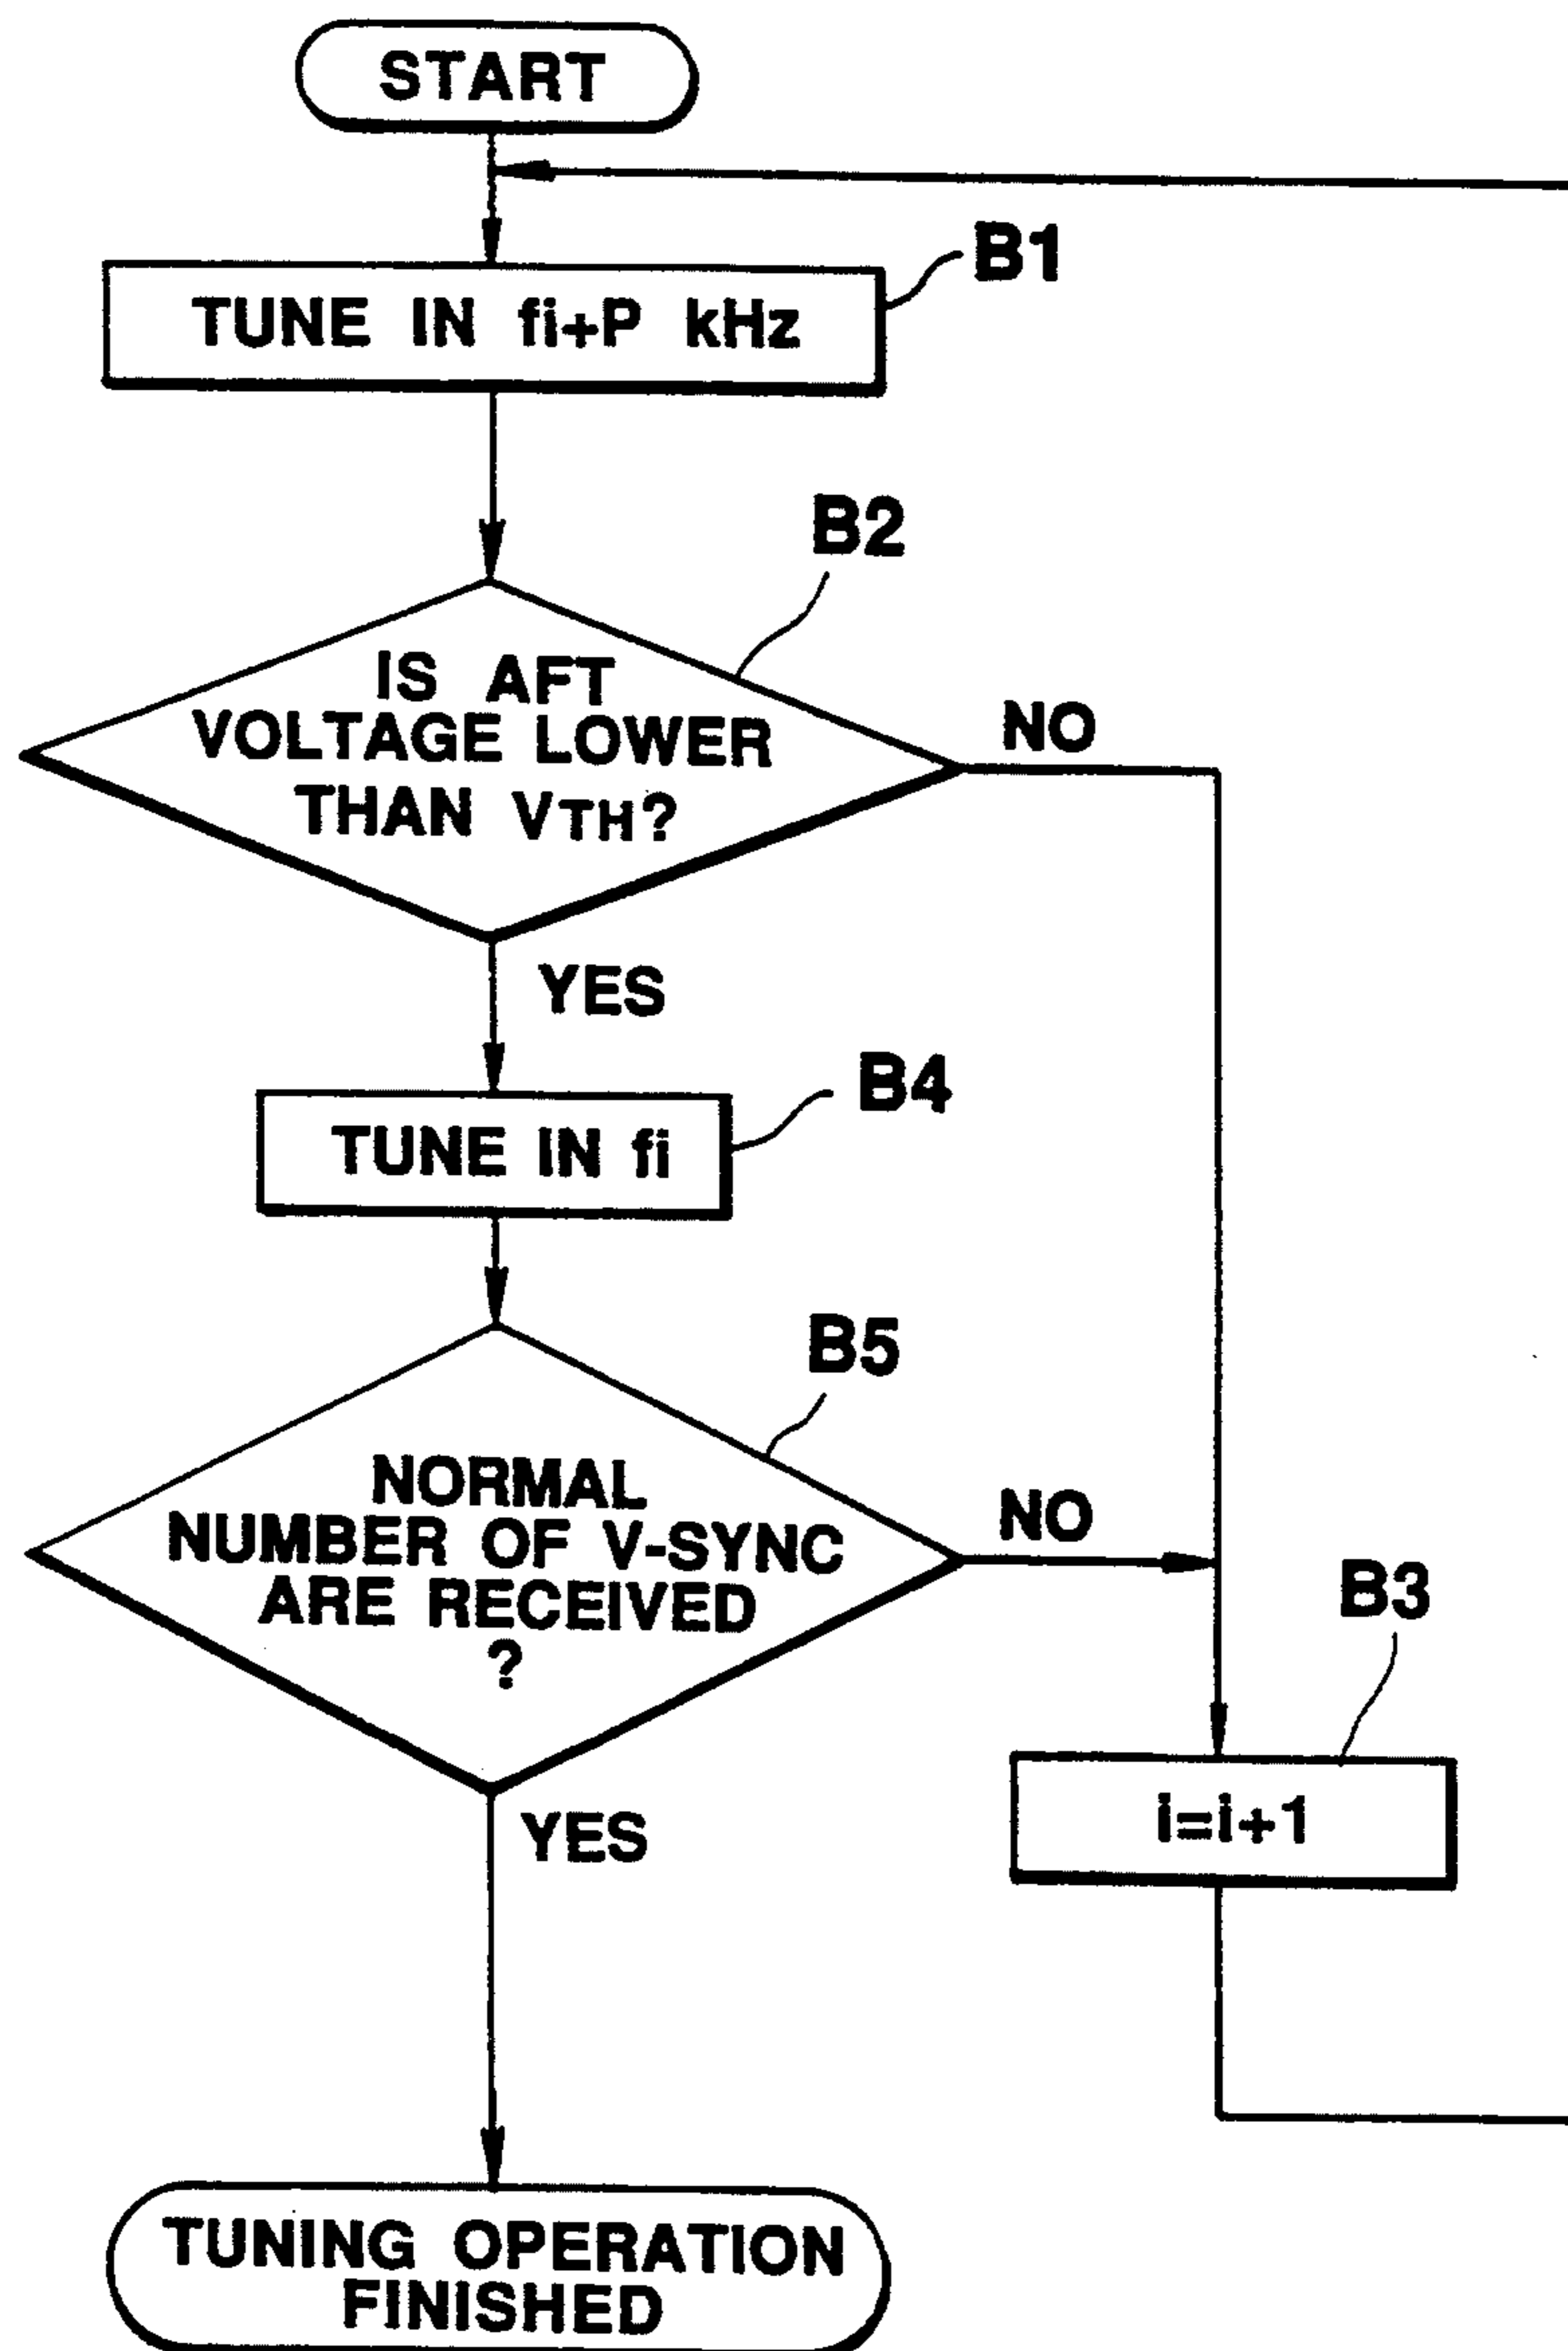 START
B1
TUNE IN fi+P kHz
B2
IS AFT
VOLTAGE LOWER
THAN VTH?
NO
YES
B4
TUNE IN fi
B5
NORMAL
NUMBER OF V-SYNC
ARE RECEIVED
?
NO
B3
YES
i=i+1
TUNING OPERATION
FINISHED